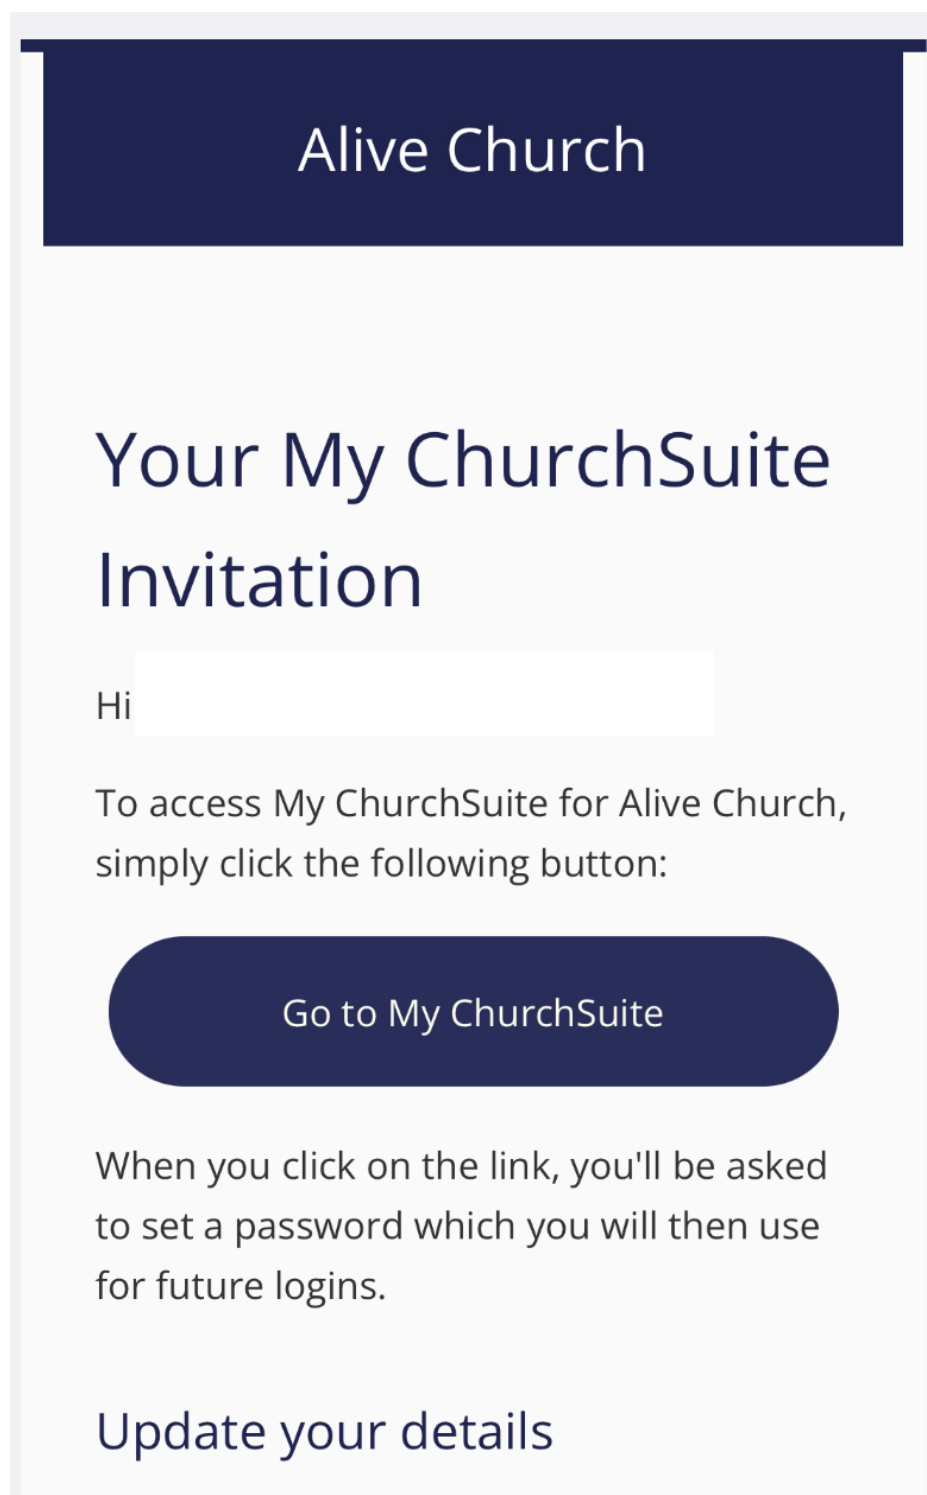 Alive Church
Your My ChurchSuite
Invitation
Hi
To access My ChurchSuite for Alive Church,
simply click the following button:
Go to My ChurchSuite
When you click on the link, you'll be asked
to set a password which you will then use
for future logins.
Update your details